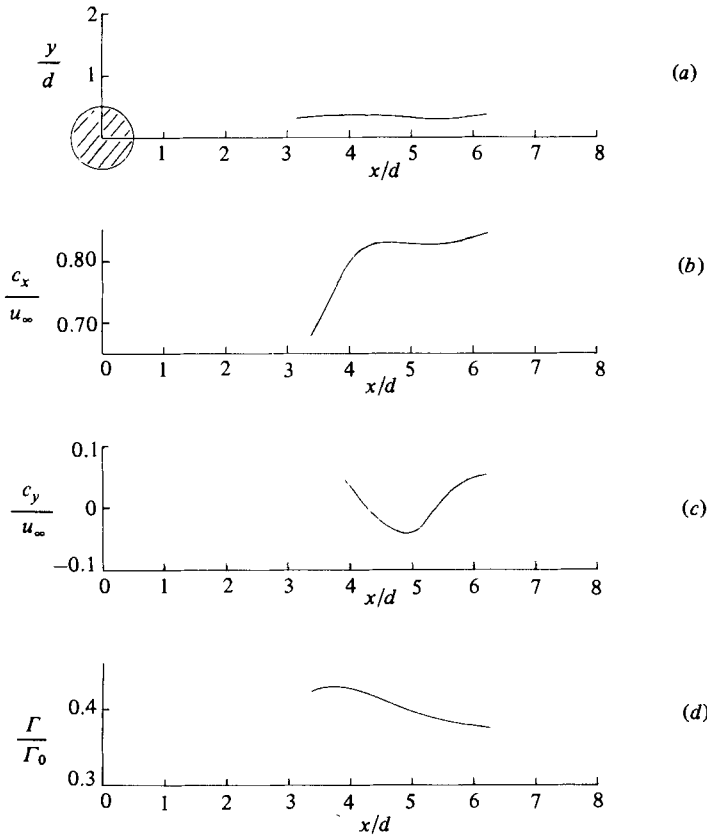 2
y/d
1
(a)
0 1 2 3 4 5 6 7 8
x/d
0.80
c_x/u_∞
(b)
0.70
0 1 2 3 4 5 6 7 8
x/d
0.1
c_y/u_∞
0
(c)
−0.1
0 1 2 3 4 5 6 7 8
x/d
0.4
Γ/Γ_0
(d)
0.3
0 1 2 3 4 5 6 7 8
x/d